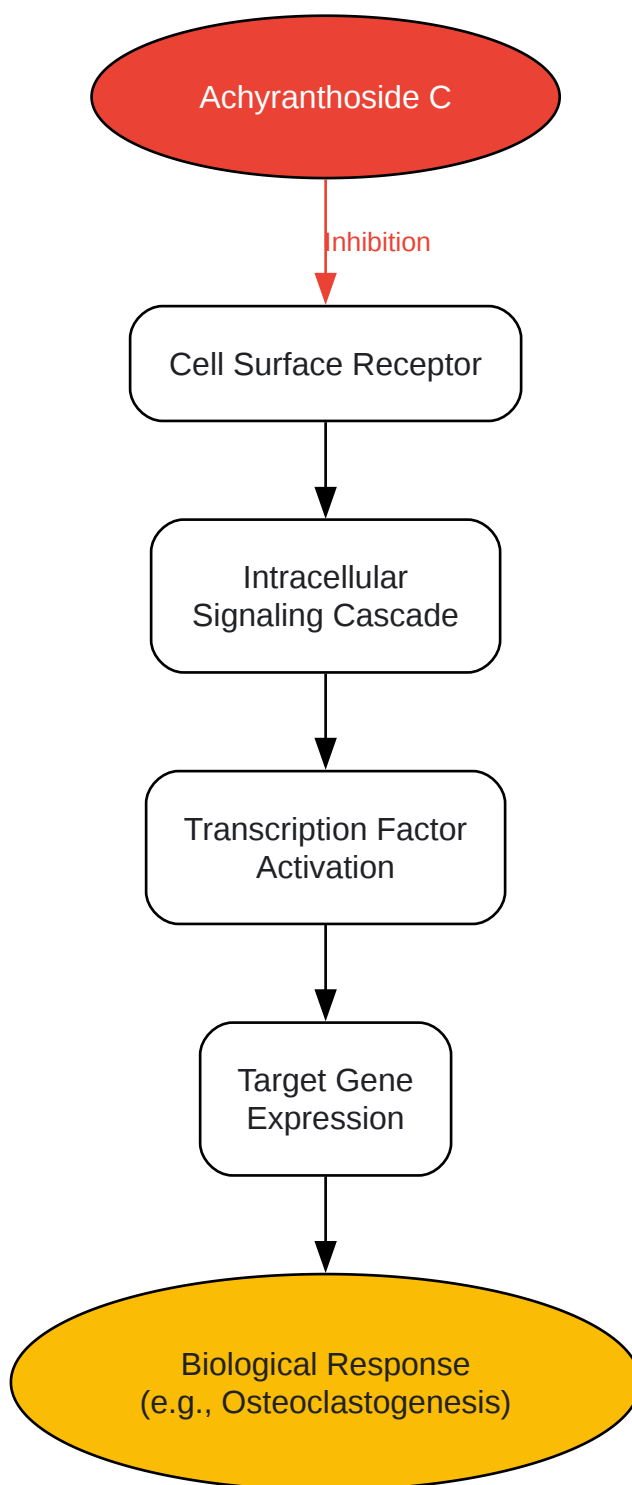 Achyranthoside C
Inhibition
Cell Surface Receptor
Intracellular
Signaling Cascade
Transcription Factor
Activation
Target Gene
Expression
Biological Response
(e.g., Osteoclastogenesis)